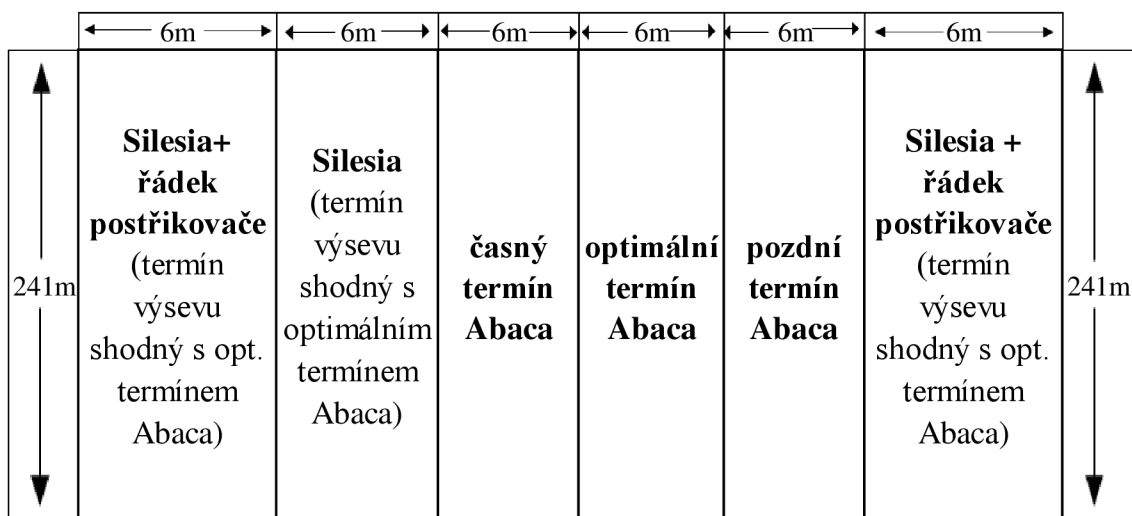 6m 6m 6m 6m 6m 6m
241m
Silesia+
řádek
postřikovače
(termín
výsevu
shodný s opt.
termínem
Abaca)
Silesia
(termín
výsevu
shodný s
optimálním
termínem
Abaca)
časný
termín
Abaca
optimální
termín
Abaca
pozdní
termín
Abaca
Silesia +
řádek
postřikovače
(termín
výsevu
shodný s opt.
termínem
Abaca)
241m